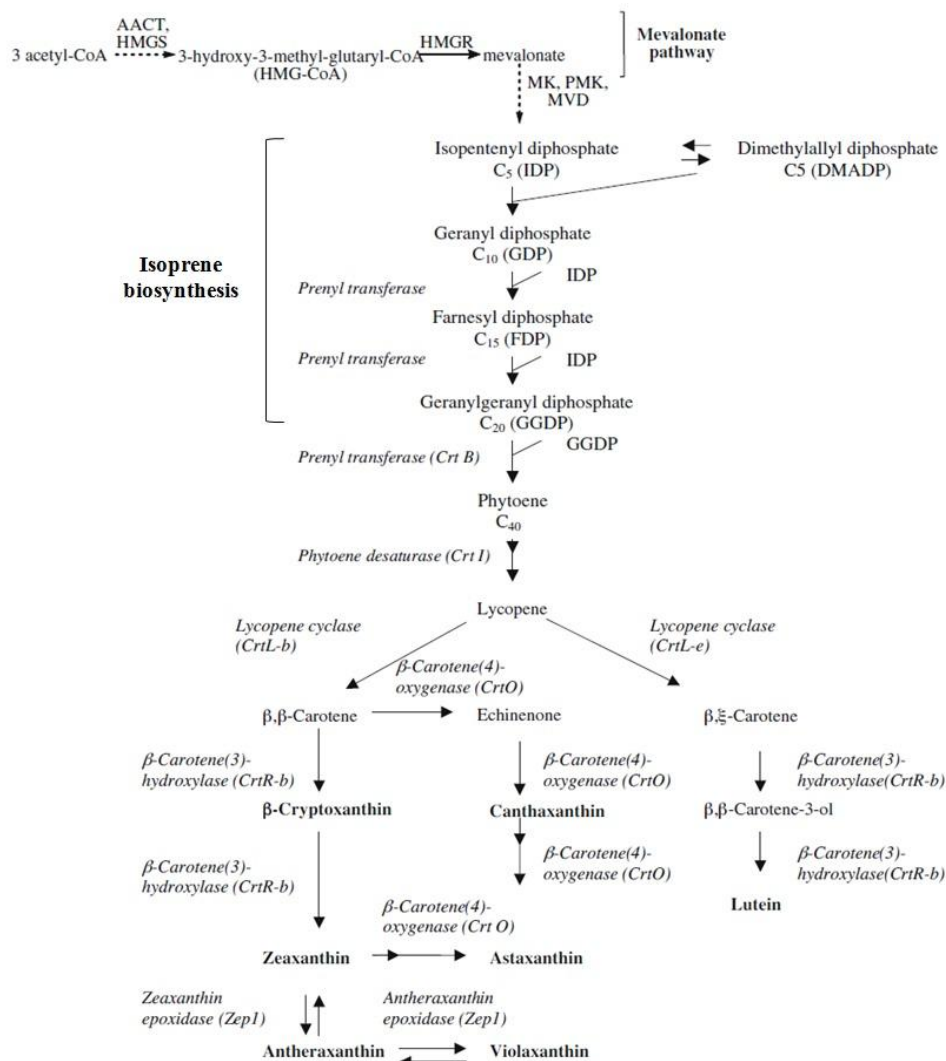 AACT,
HMGS
3 acetyl-CoA
3-hydroxy-3-methyl-glutaryl-CoA
(HMG-CoA)
HMGR
mevalonate
Mevalonate
pathway
MK, PMK,
MVD
Isopentenyl diphosphate
C5 (IDP)
Dimethylallyl diphosphate
C5 (DMADP)
Isoprene
biosynthesis
Geranyl diphosphate
C10 (GDP)
Prenyl transferase
IDP
Farnesyl diphosphate
C15 (FDP)
Prenyl transferase
IDP
Geranylgeranyl diphosphate
C20 (GGDP)
Prenyl transferase (Crt B)
GGDP
Phytoene
C40
Phytoene desaturase (Crt I)
Lycopene
Lycopene cyclase
(CrtL-b)
Lycopene cyclase
(CrtL-e)
β-Carotene(4)-
oxygenase (CrtO)
β,β-Carotene
Echinenone
β,ξ-Carotene
β-Carotene(3)-
hydroxylase (CrtR-b)
β-Carotene(4)-
oxygenase (CrtO)
β-Carotene(3)-
hydroxylase(CrtR-b)
β-Cryptoxanthin
Canthaxanthin
β,β-Carotene-3-ol
β-Carotene(3)-
hydroxylase (CrtR-b)
β-Carotene(4)-
oxygenase (CrtO)
β-Carotene(3)-
hydroxylase(CrtR-b)
Lutein
β-Carotene(4)-
oxygenase (Crt O)
Zeaxanthin
Astaxanthin
Zeaxanthin
epoxidase (Zep1)
Antheraxanthin
epoxidase (Zep1)
Antheraxanthin
Violaxanthin